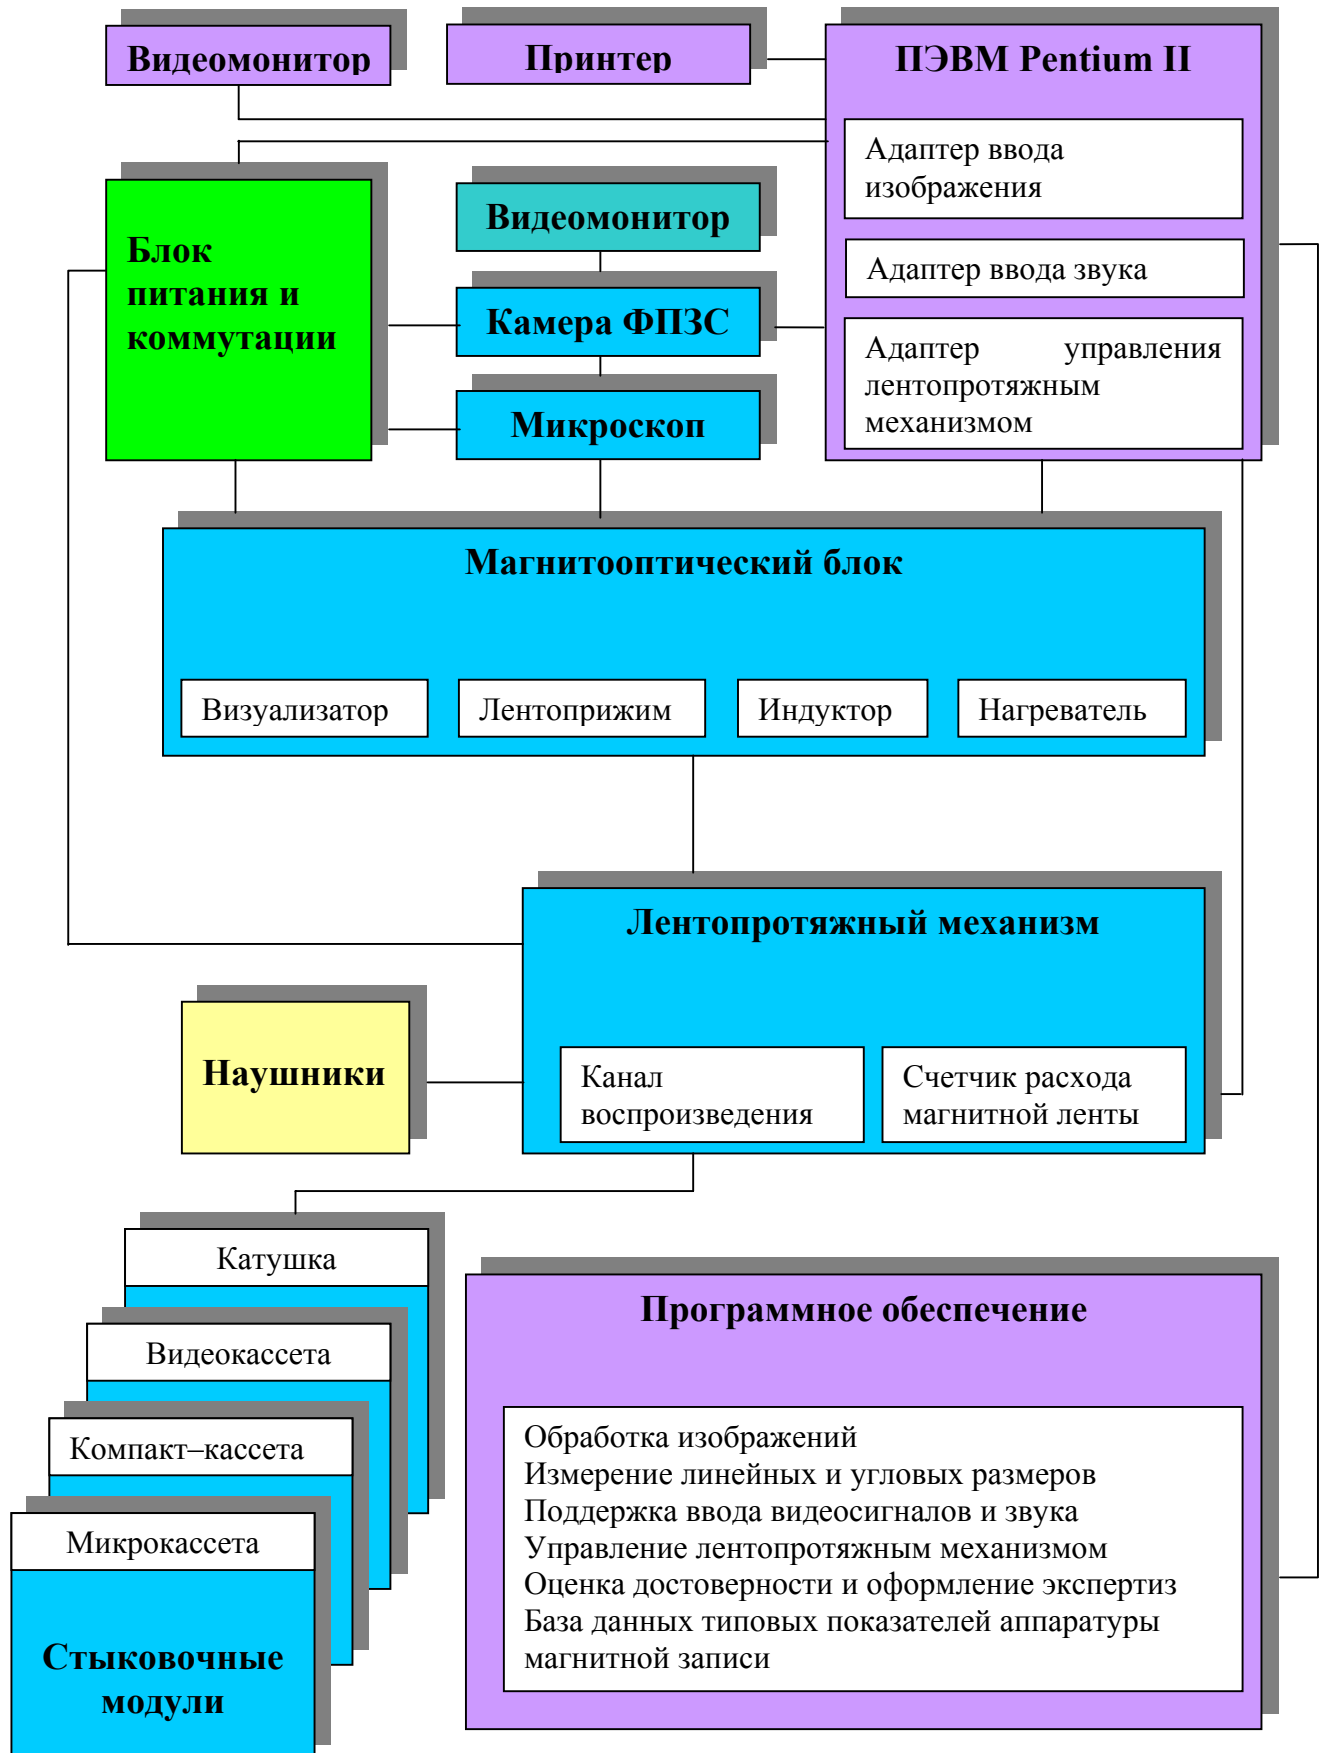 Видеомонитор
Принтер
ПЭВМ Pentium II
Адаптер ввода
изображения
Адаптер ввода звука
Адаптер управления
лентопротяжным
механизмом
Блок
питания и
коммутации
Видеомонитор
Камера ФПЗС
Микроскоп
Магнитооптический блок
Визуализатор
Лентоприжим
Индуктор
Нагреватель
Лентопротяжный механизм
Канал
воспроизведения
Счетчик расхода
магнитной ленты
Наушники
Катушка
Видеокассета
Компакт–кассета
Микрокассета
Стыковочные
модули
Программное обеспечение
Обработка изображений
Измерение линейных и угловых размеров
Поддержка ввода видеосигналов и звука
Управление лентопротяжным механизмом
Оценка достоверности и оформление экспертиз
База данных типовых показателей аппаратуры
магнитной записи